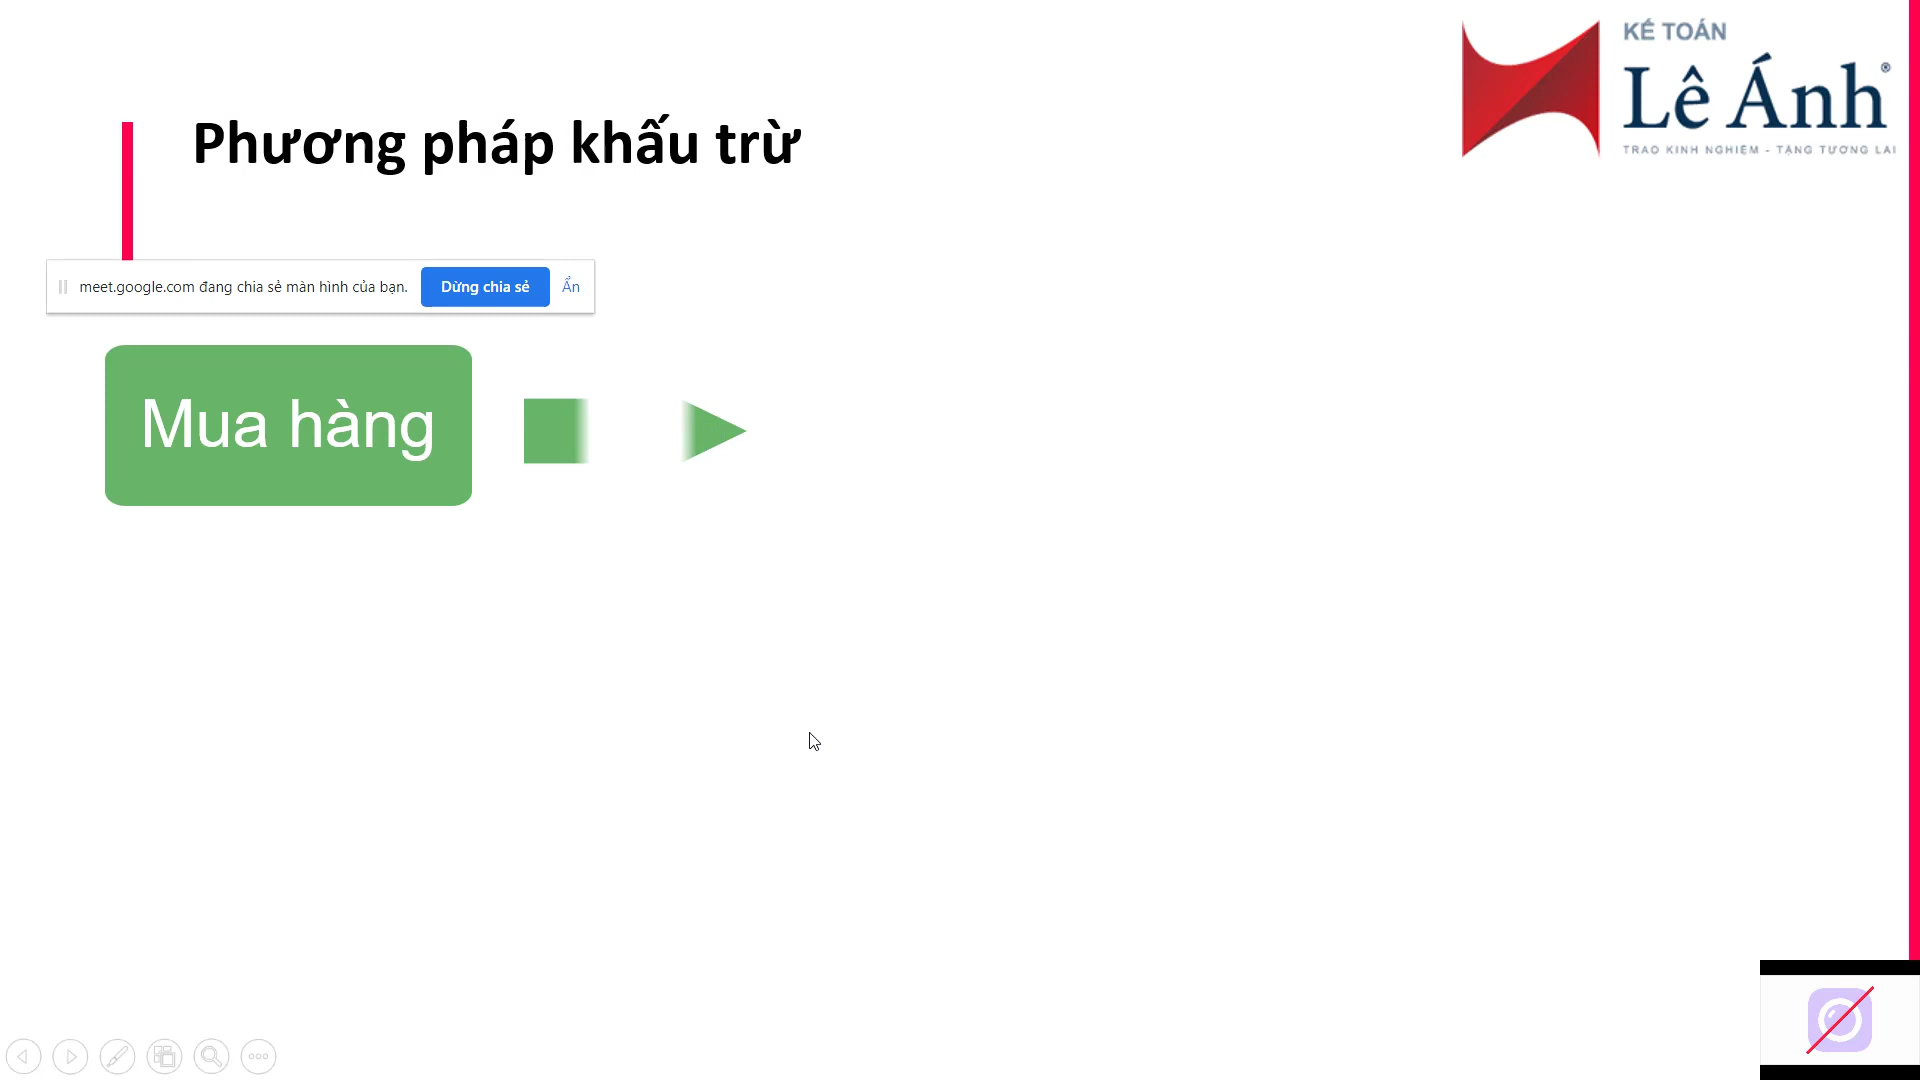 KẾ TOÁN
Lê Ánh®
TRAO KINH NGHIỆM - TẶNG TƯƠNG LAI
Phương pháp khấu trừ
meet.google.com đang chia sẻ màn hình của bạn. Dừng chia sẻ Ẩn
Mua hàng